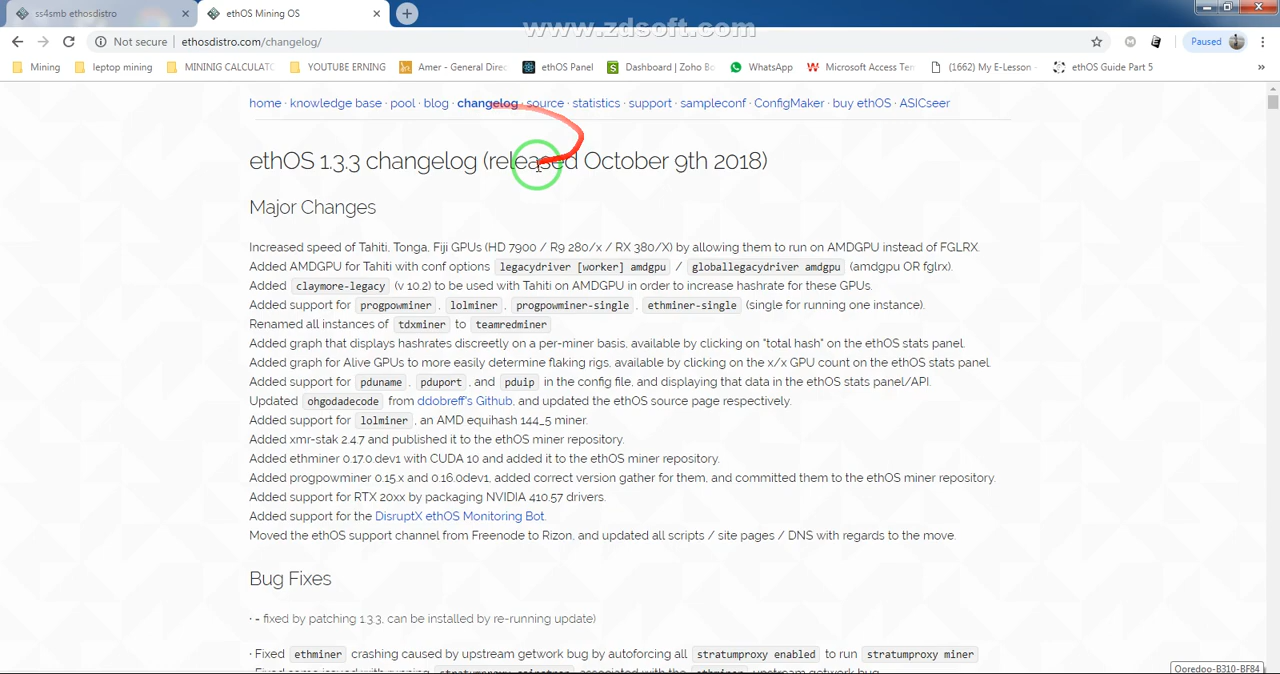 ss4smb ethosdistro
ethOS Mining OS
www.zdsoft.com
Not secure ethosdistro.com/changelog/
Paused
Mining
leptop mining
MININIG CALCULATO
YOUTUBE ERNING
Amer - General Dire
ethOS Panel
Dashboard | Zoho Bo
WhatsApp
Microsoft Access Ten
(1662) My E-Lesson -
ethOS Guide Part 5
»
home · knowledge base · pool · blog · changelog · source · statistics · support · sampleconf · ConfigMaker · buy ethOS · ASICseer
ethOS 1.3.3 changelog (released October 9th 2018)
Major Changes
Increased speed of Tahiti, Tonga, Fiji GPUs (HD 7900 / R9 280/x / RX 380/X) by allowing them to run on AMDGPU instead of FGLRX.
Added AMDGPU for Tahiti with conf options legacydriver [worker] amdgpu / globallegacydriver amdgpu (amdgpu OR fglrx).
Added claymore-legacy (v 10.2) to be used with Tahiti on AMDGPU in order to increase hashrate for these GPUs.
Added support for progpowminer , lolminer , progpowminer-single , ethminer-single (single for running one instance).
Renamed all instances of tdxminer to teamredminer
Added graph that displays hashrates discreetly on a per-miner basis, available by clicking on "total hash" on the ethOS stats panel.
Added graph for Alive GPUs to more easily determine flaking rigs, available by clicking on the x/x GPU count on the ethOS stats panel.
Added support for pduname , pduport , and pduip in the config file, and displaying that data in the ethOS stats panel/API.
Updated ohgodadecode from ddobreff's Github, and updated the ethOS source page respectively.
Added support for lolminer , an AMD equihash 144_5 miner.
Added xmr-stak 2.4.7 and published it to the ethOS miner repository.
Added ethminer 0.17.0.dev1 with CUDA 10 and added it to the ethOS miner repository.
Added progpowminer 0.15.x and 0.16.0dev1, added correct version gather for them, and committed them to the ethOS miner repository.
Added support for RTX 20xx by packaging NVIDIA 410.57 drivers.
Added support for the DisruptX ethOS Monitoring Bot.
Moved the ethOS support channel from Freenode to Rizon, and updated all scripts / site pages / DNS with regards to the move.
Bug Fixes
· - fixed by patching 1.3.3, can be installed by re-running update)
· Fixed ethminer crashing caused by upstream getwork bug by autoforcing all stratumproxy enabled to run stratumproxy miner
Ooredoo-B310-BF84